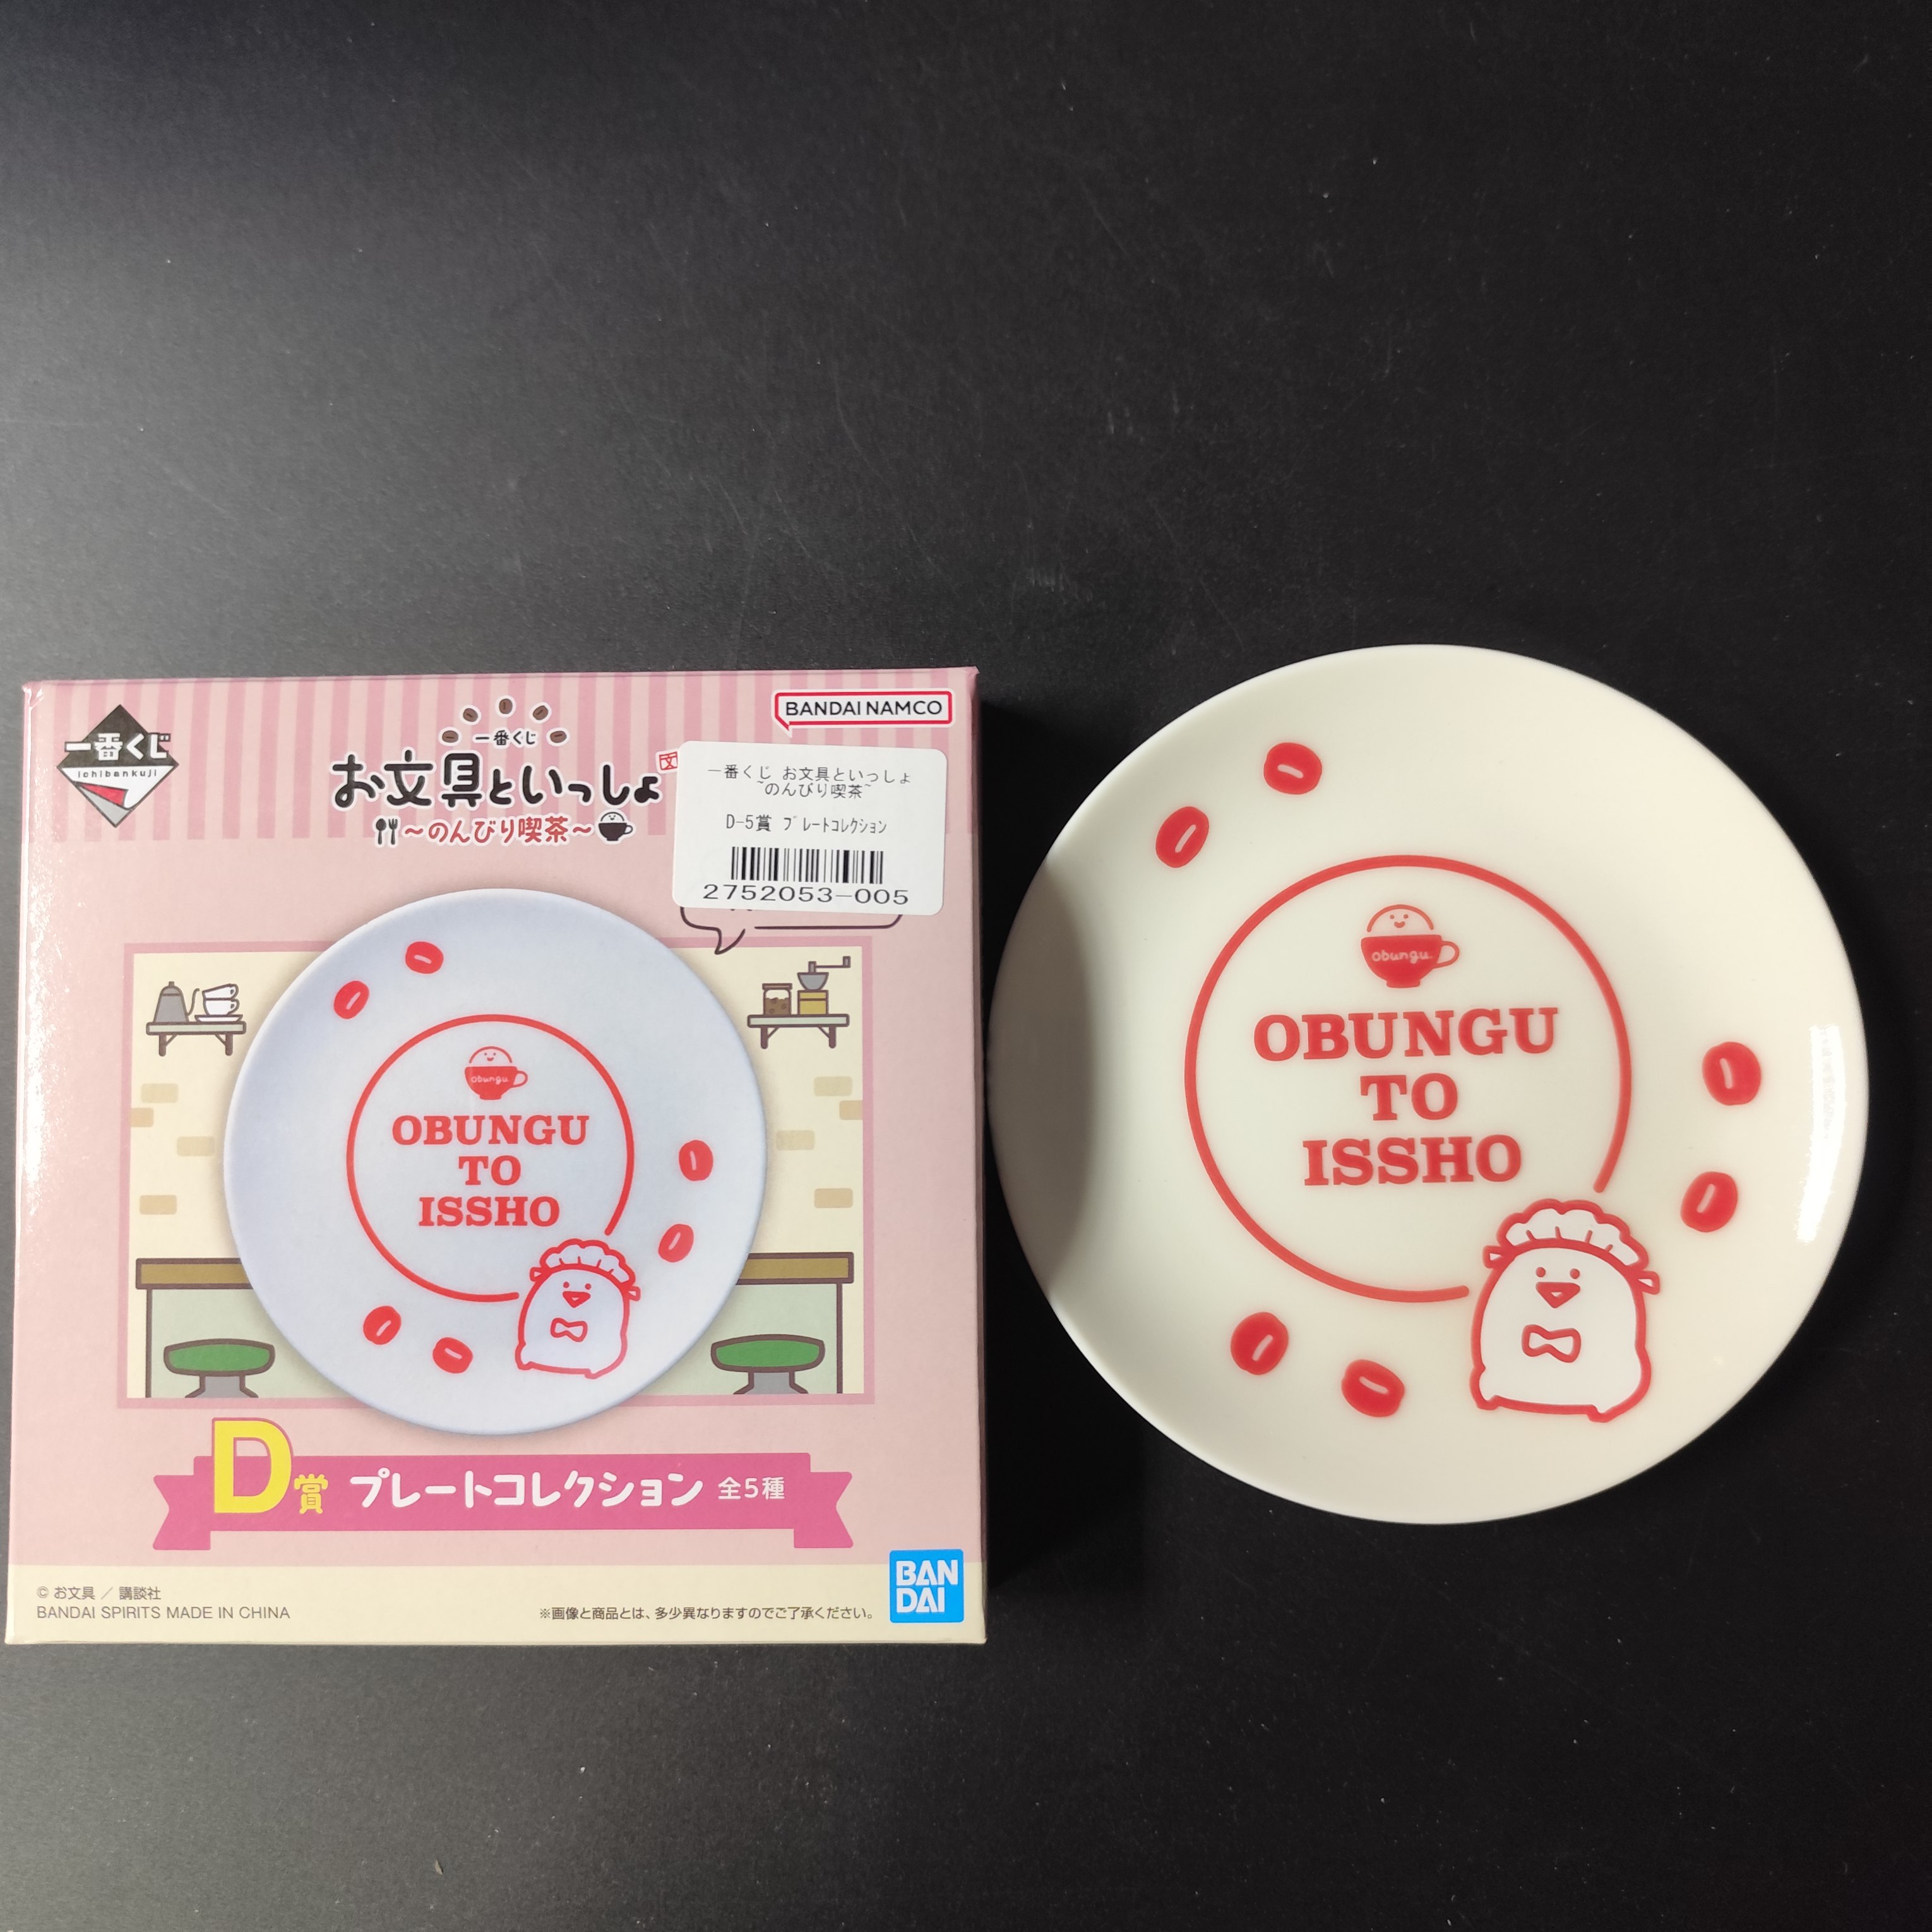 一番くじ
ichibankuji
一番くじ
お文具といっしょ
文
~のんびり喫茶~
BANDAI NAMCO
一番くじ お文具といっしょ
~のんびり喫茶~
D-5賞 プレートコレクション
2752053-005
obungu.
OBUNGU
TO
ISSHO
D賞 プレートコレクション 全5種
© お文具 / 講談社
BANDAI SPIRITS MADE IN CHINA
※画像と商品とは、多少異なりますのでご了承ください。
BAN
DAI
obungu.
OBUNGU
TO
ISSHO